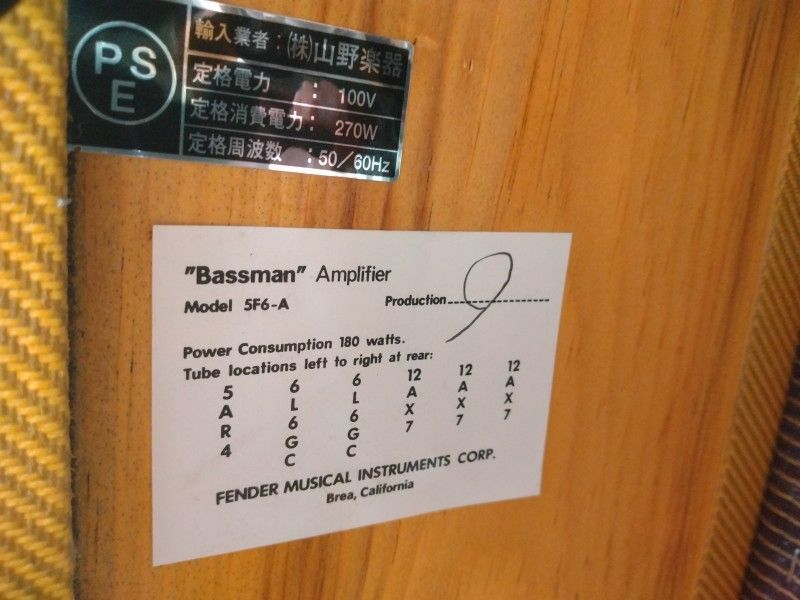 PS
E
輸入業者：㈱山野楽器
定格電力 ： 100V
定格消費電力： 270W
定格周波数 ：50／60Hz
"Bassman" Amplifier
Model 5F6-A
Production 9
Power Consumption 180 watts.
Tube locations left to right at rear:
5 6 6 12 12 12
A L L A A A
R 6 6 X X X
4 G G 7 7 7
C C
FENDER MUSICAL INSTRUMENTS CORP.
Brea, California